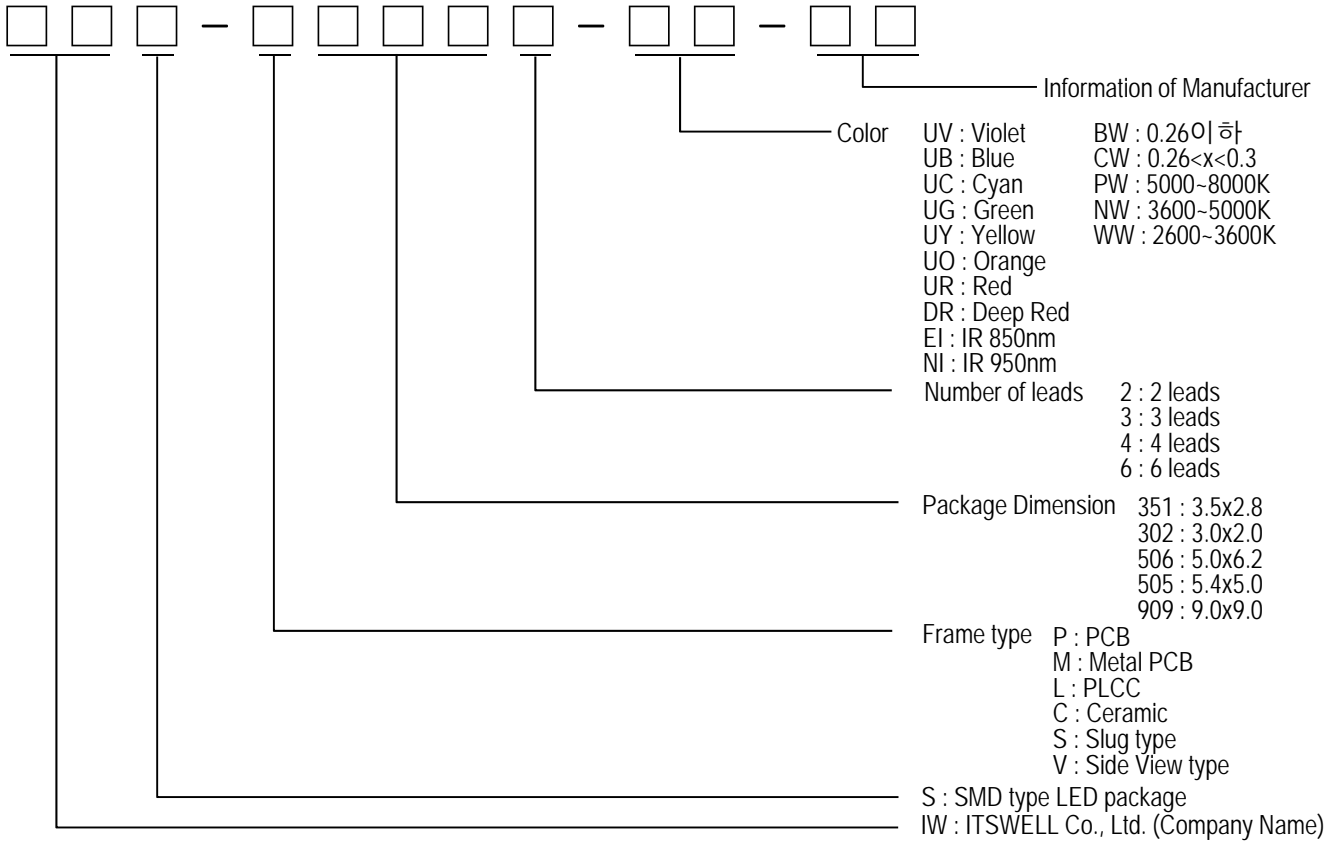 Information of Manufacturer
Color UV : Violet BW : 0.26이하
UB : Blue CW : 0.26<x<0.3
UC : Cyan PW : 5000~8000K
UG : Green NW : 3600~5000K
UY : Yellow WW : 2600~3600K
UO : Orange
UR : Red
DR : Deep Red
EI : IR 850nm
NI : IR 950nm
Number of leads 2 : 2 leads
3 : 3 leads
4 : 4 leads
6 : 6 leads
Package Dimension 351 : 3.5x2.8
302 : 3.0x2.0
506 : 5.0x6.2
505 : 5.4x5.0
909 : 9.0x9.0
Frame type P : PCB
M : Metal PCB
L : PLCC
C : Ceramic
S : Slug type
V : Side View type
S : SMD type LED package
IW : ITSWELL Co., Ltd. (Company Name)